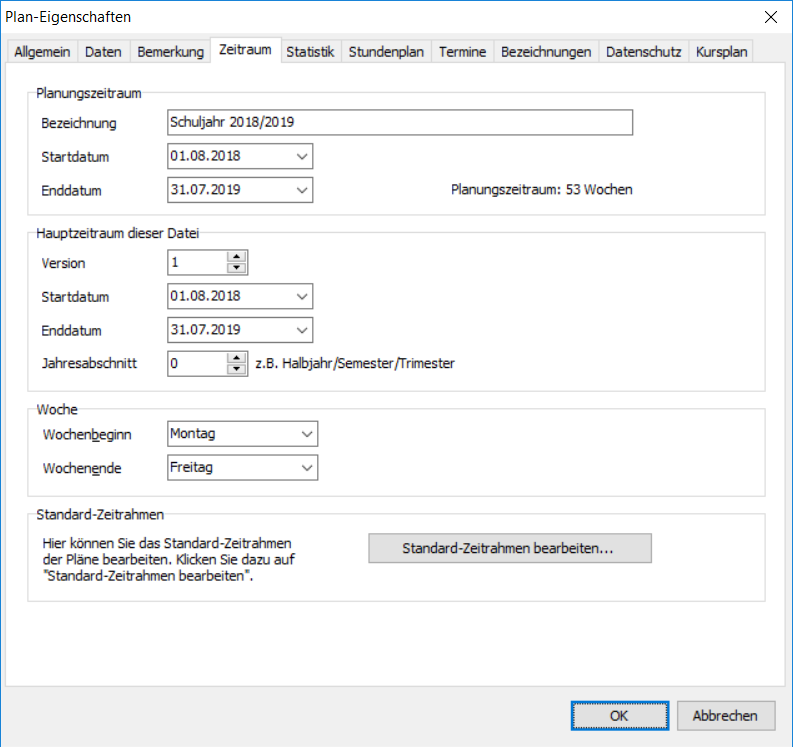 Plan-Eigenschaften
Allgemein Daten Bemerkung Zeitraum Statistik Stundenplan Termine Bezeichnungen Datenschutz Kursplan
Planungszeitraum
Bezeichnung Schuljahr 2018/2019
Startdatum 01.08.2018
Enddatum 31.07.2019 Planungszeitraum: 53 Wochen
Hauptzeitraum dieser Datei
Version 1
Startdatum 01.08.2018
Enddatum 31.07.2019
Jahresabschnitt 0 z.B. Halbjahr/Semester/Trimester
Woche
Wochenbeginn Montag
Wochenende Freitag
Standard-Zeitrahmen
Hier können Sie das Standard-Zeitrahmen
der Pläne bearbeiten. Klicken Sie dazu auf
"Standard-Zeitrahmen bearbeiten".
Standard-Zeitrahmen bearbeiten...
OK Abbrechen